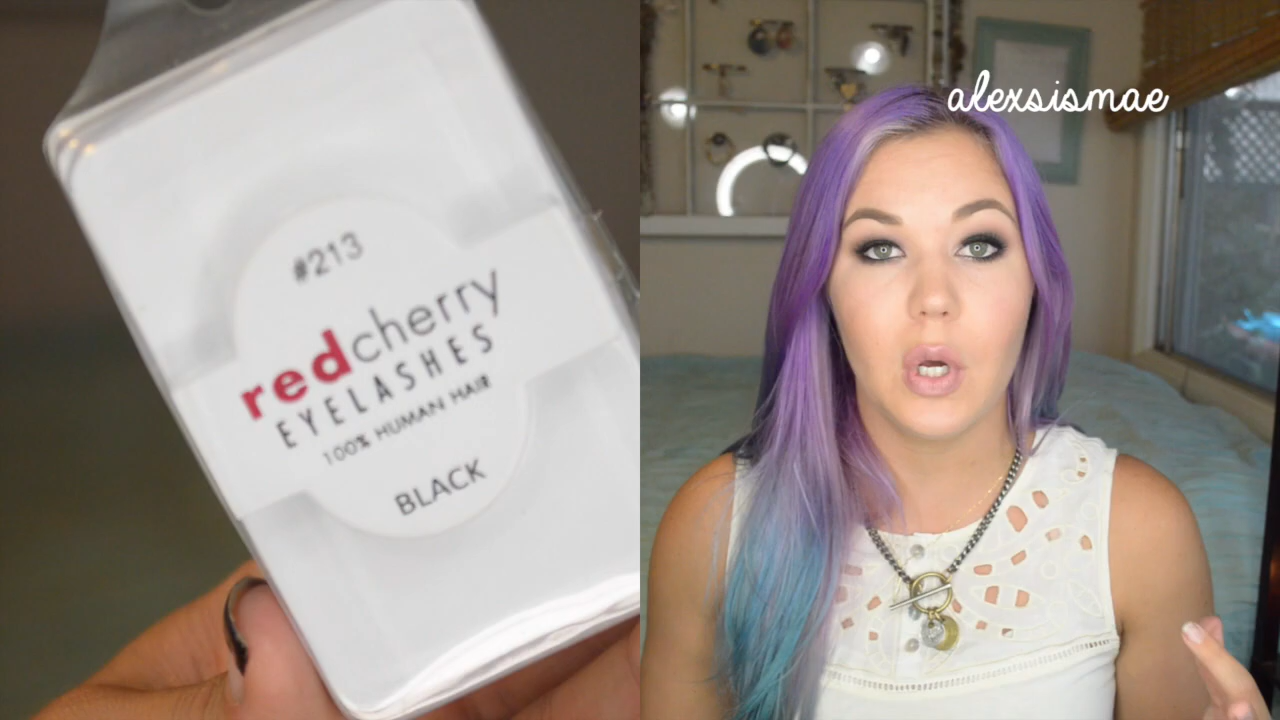 #213
redcherry
EYELASHES
100% HUMAN HAIR
BLACK
alexsismae